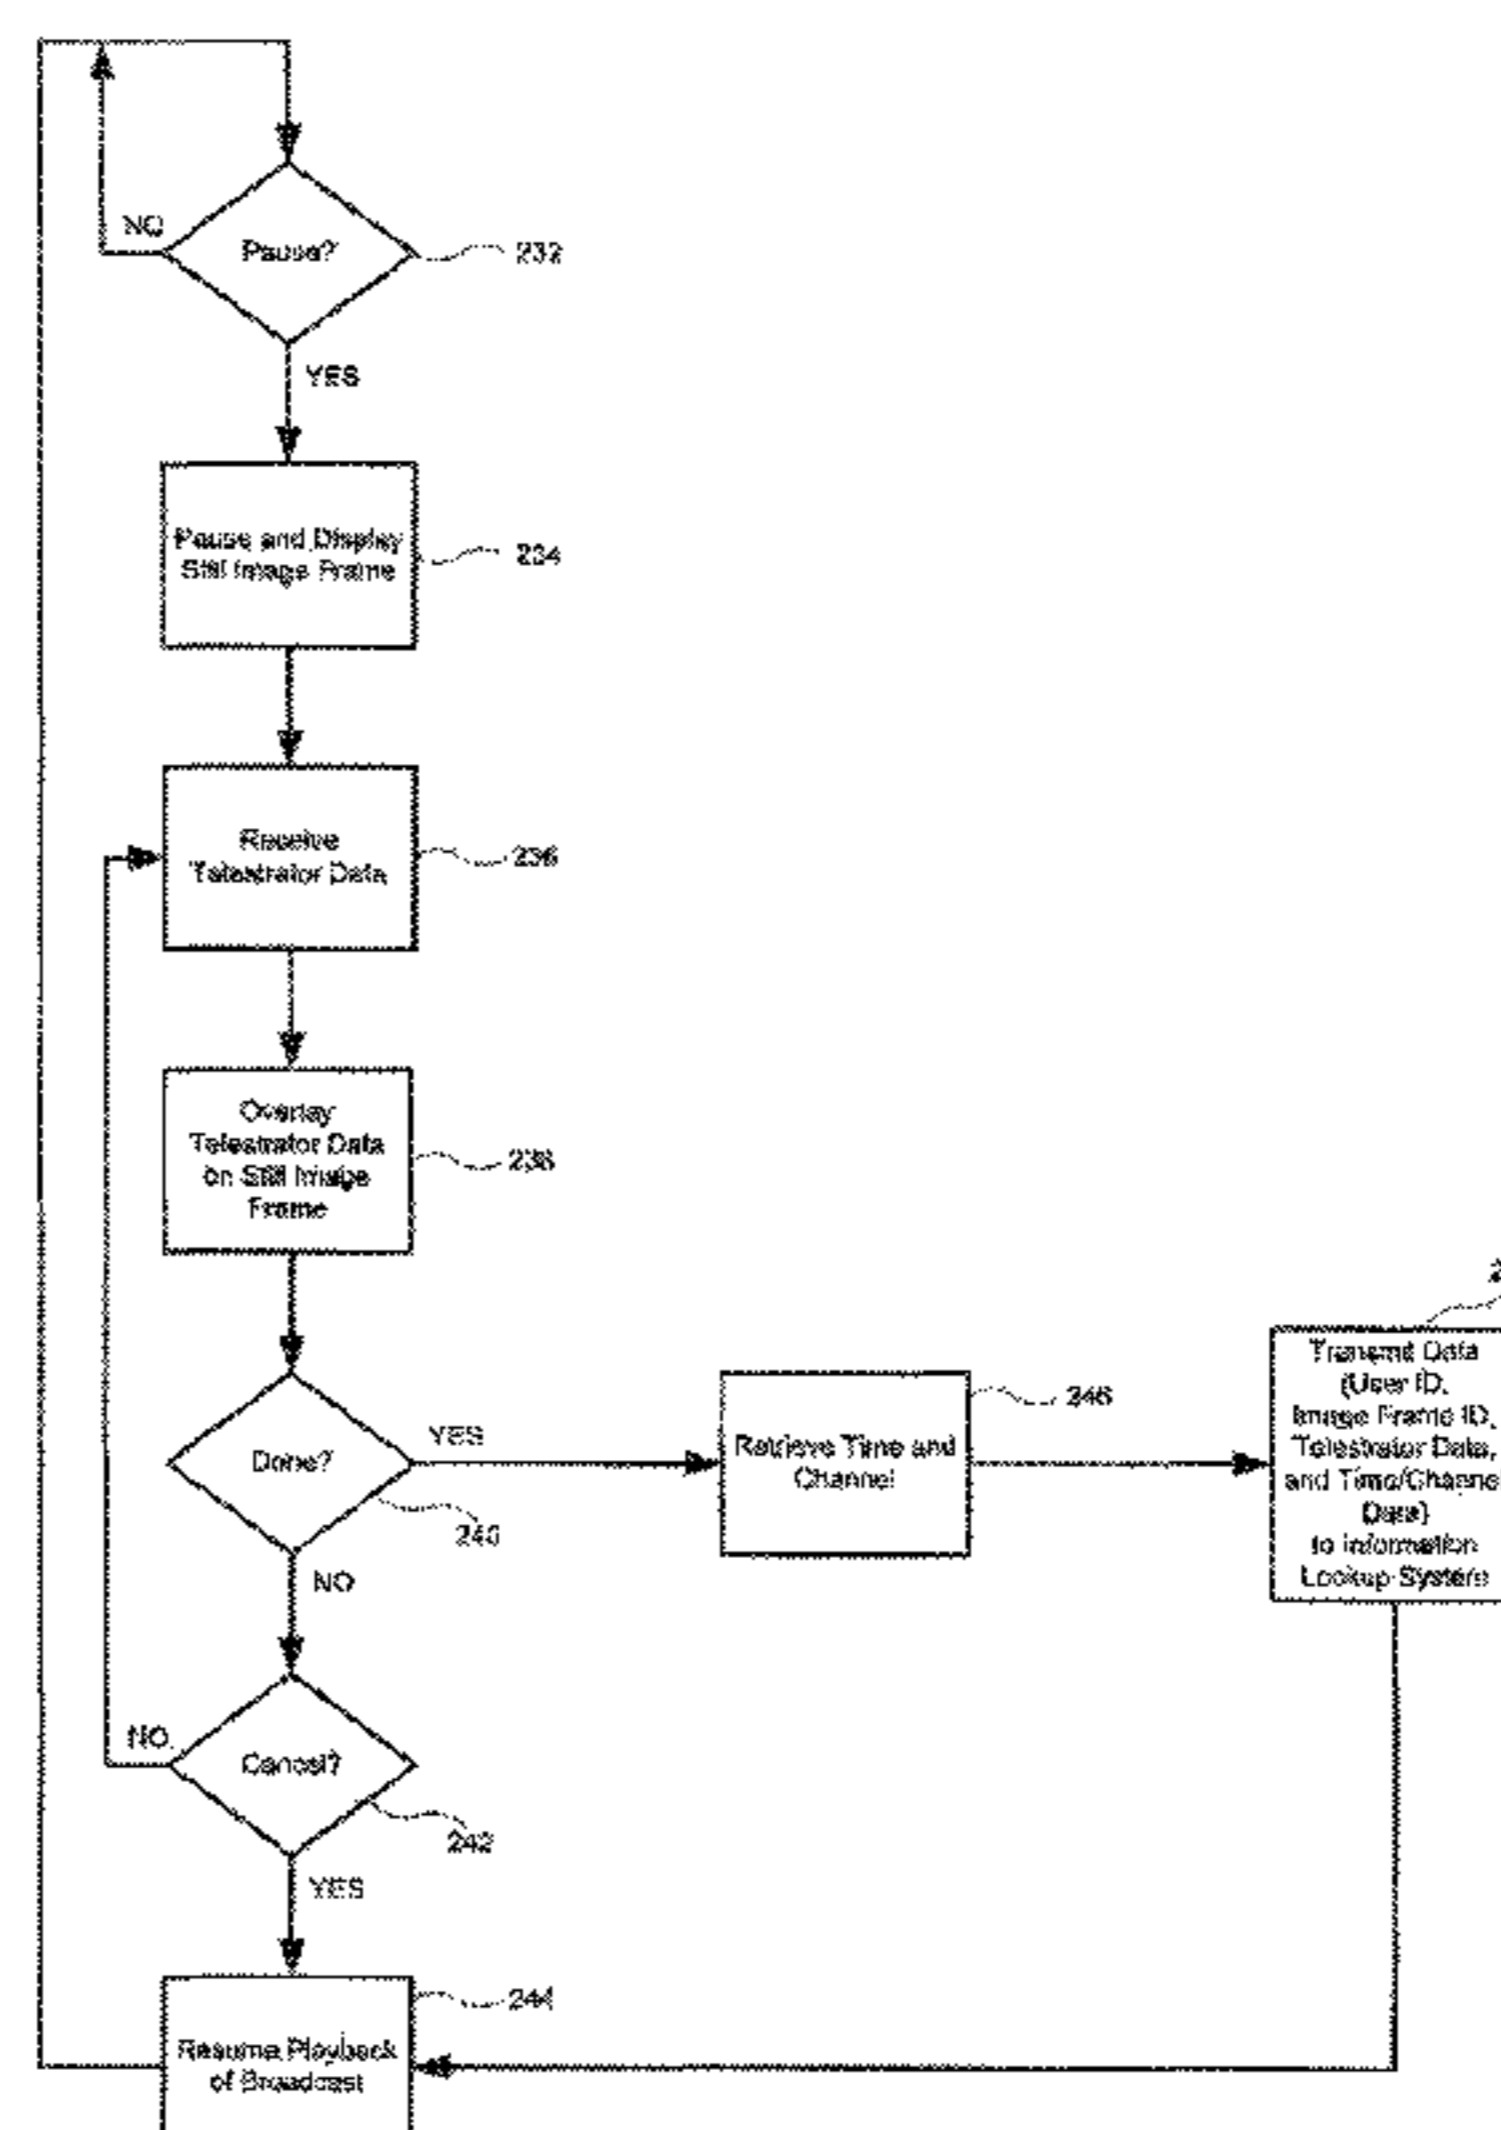 NO
Pause?
232
YES
Pause and Display
Still Image Frame
234
Receive
Telestrator Data
236
Overlay
Telestrator Data
on Still Image
Frame
238
Done?
YES
240
Retrieve Time and
Channel
246
Transmit Data
(User ID,
Image Frame ID,
Telestrator Data,
and Time/Channel
Data)
to Information
Lookup System
NO
NO
Cancel?
242
YES
244
Resume Playback
of Broadcast